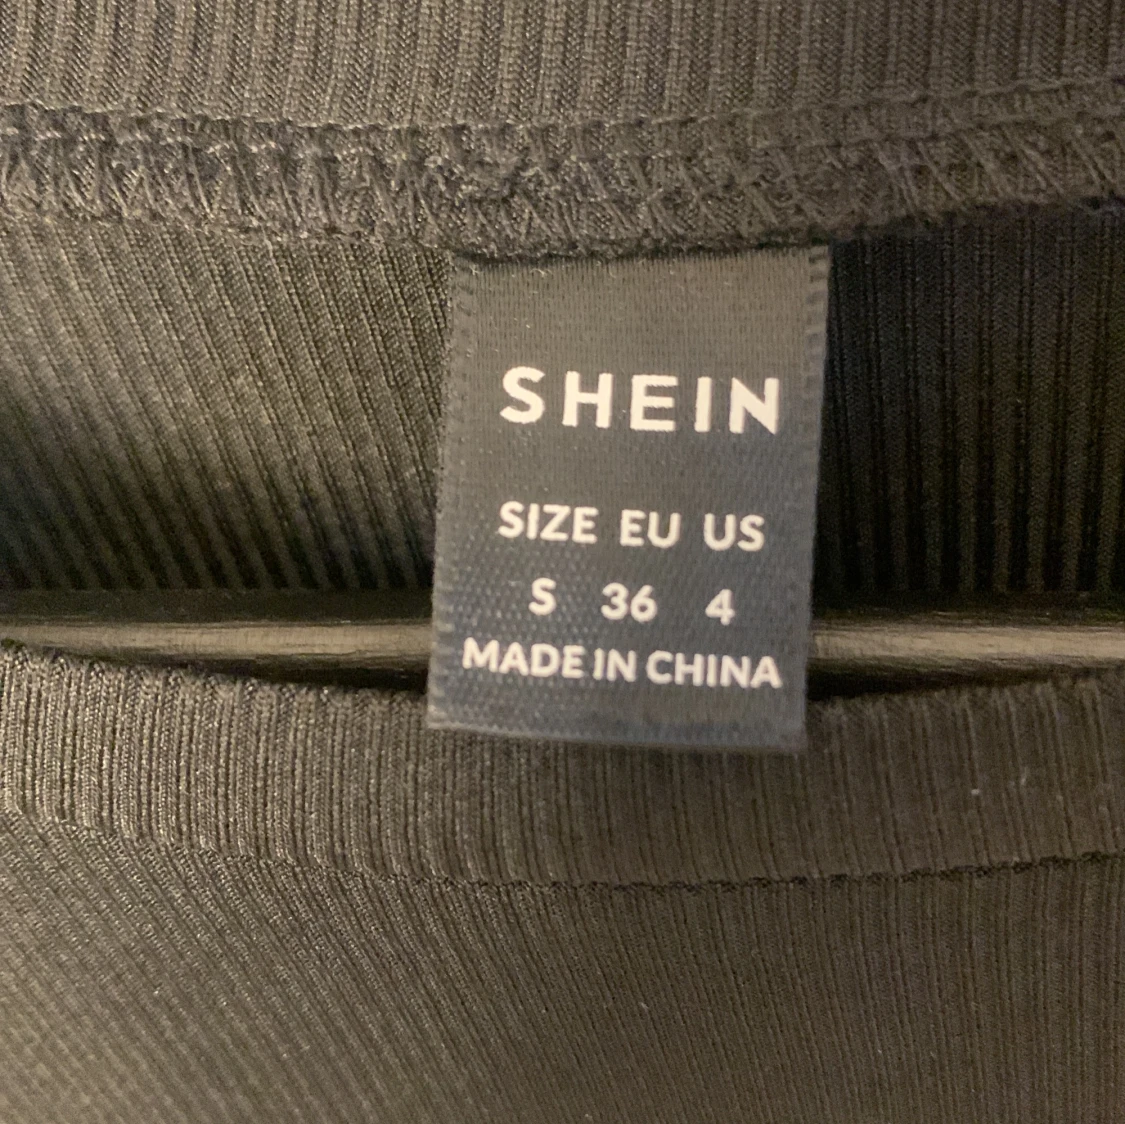 SHEIN
SIZE EU US
S 36 4
MADE IN CHINA